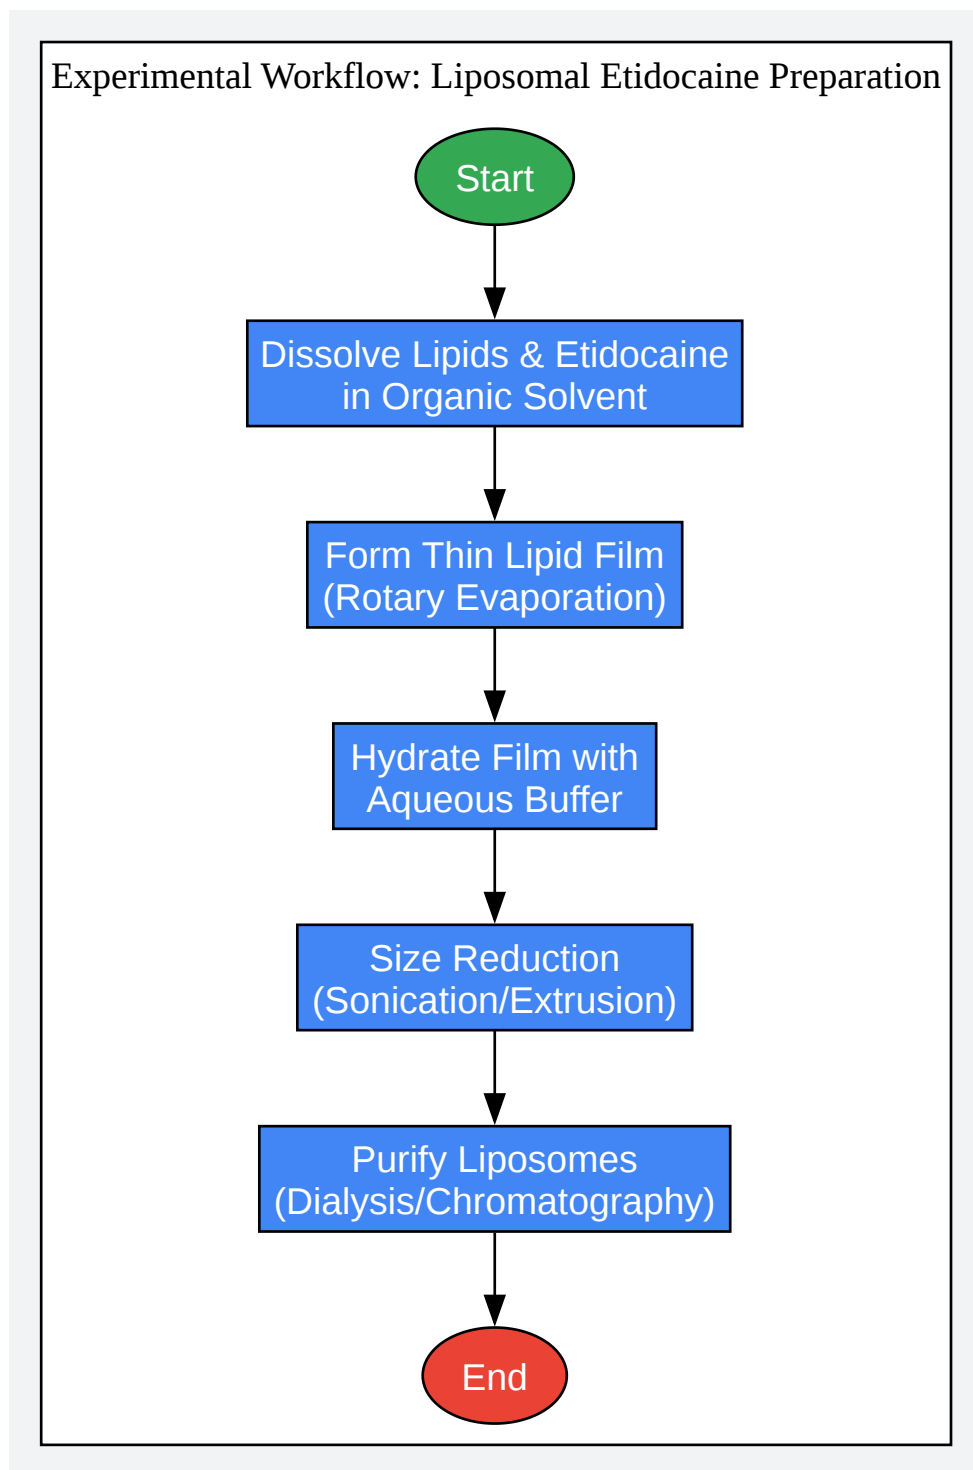 Experimental Workflow: Liposomal Etidocaine Preparation
Start
Dissolve Lipids & Etidocaine
in Organic Solvent
Form Thin Lipid Film
(Rotary Evaporation)
Hydrate Film with
Aqueous Buffer
Size Reduction
(Sonication/Extrusion)
Purify Liposomes
(Dialysis/Chromatography)
End